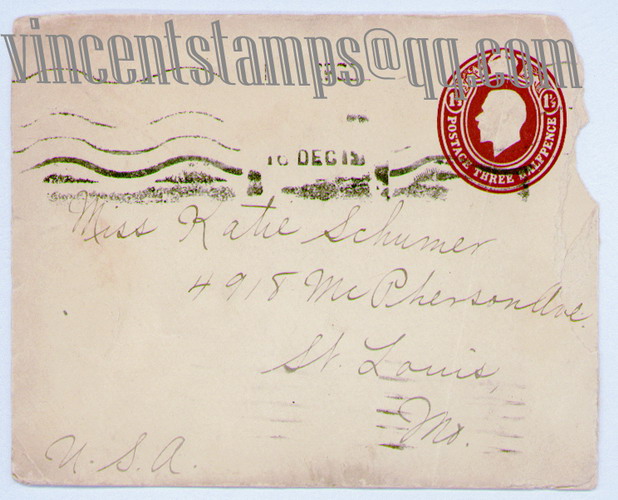 vincentstamps@qq.com
1½ 1½
POSTAGE THREE HALFPENCE
16 DEC 19
Miss Katie Schumer
4918 McPherson Ave.
St. Louis,
Mo.
U.S.A.